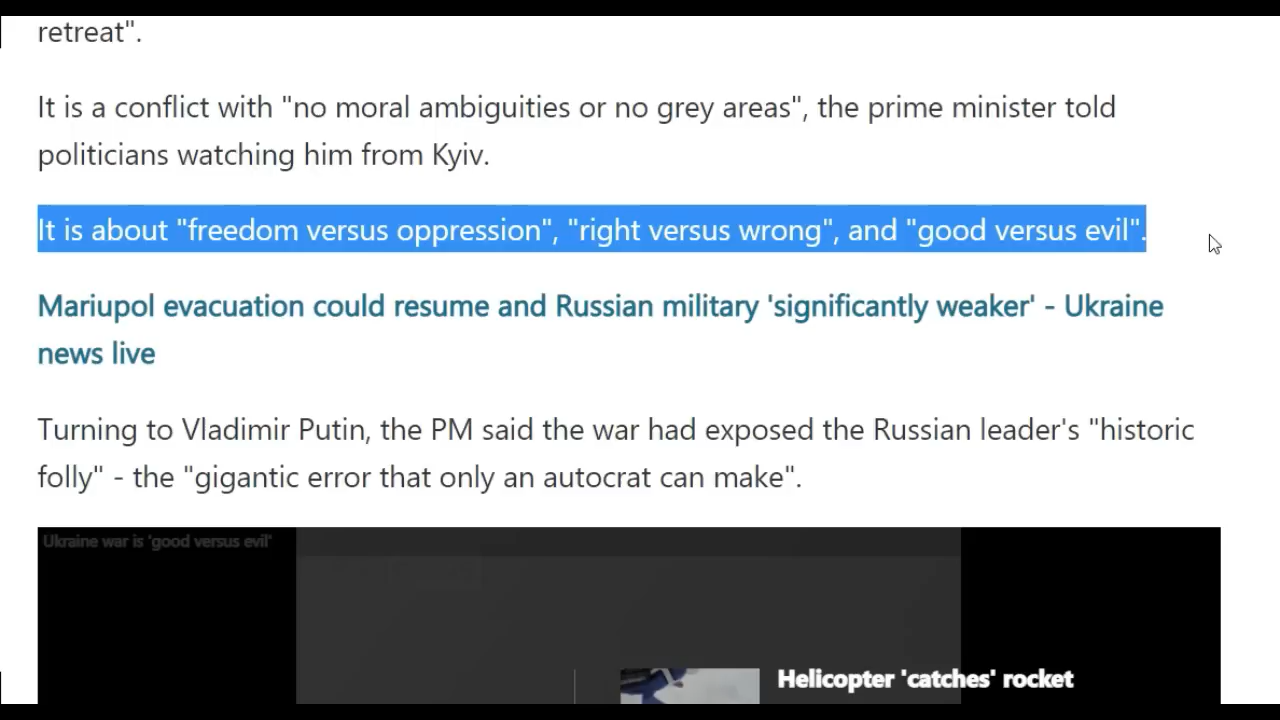 retreat".
It is a conflict with "no moral ambiguities or no grey areas", the prime minister told
politicians watching him from Kyiv.
It is about "freedom versus oppression", "right versus wrong", and "good versus evil".
Mariupol evacuation could resume and Russian military 'significantly weaker' - Ukraine
news live
Turning to Vladimir Putin, the PM said the war had exposed the Russian leader's "historic
folly" - the "gigantic error that only an autocrat can make".
Ukraine war is 'good versus evil'
Helicopter 'catches' rocket